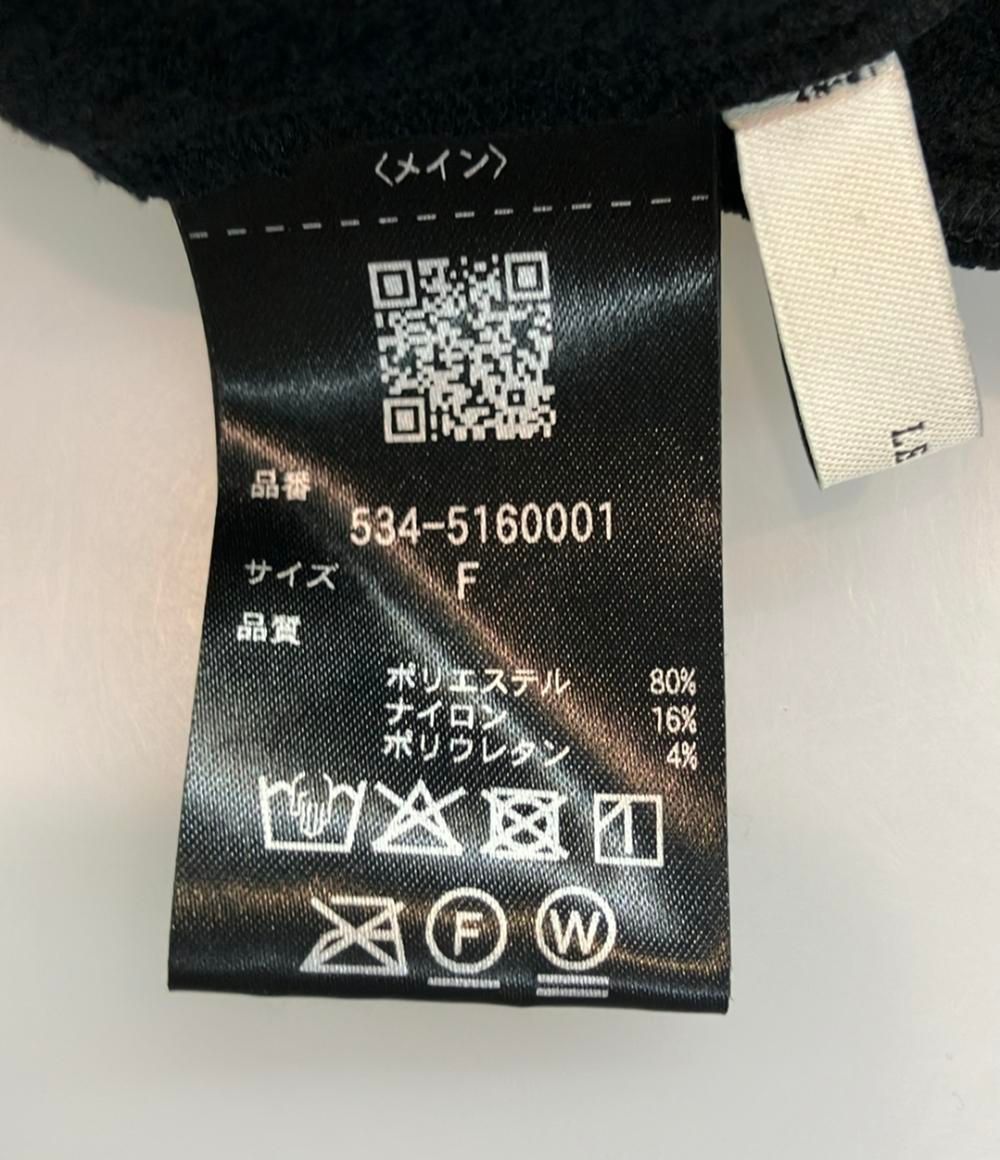 〈メイン〉
品番
534-5160001
サイズ F
品質
ポリエステル 80%
ナイロン 16%
ポリウレタン 4%
F W
LE